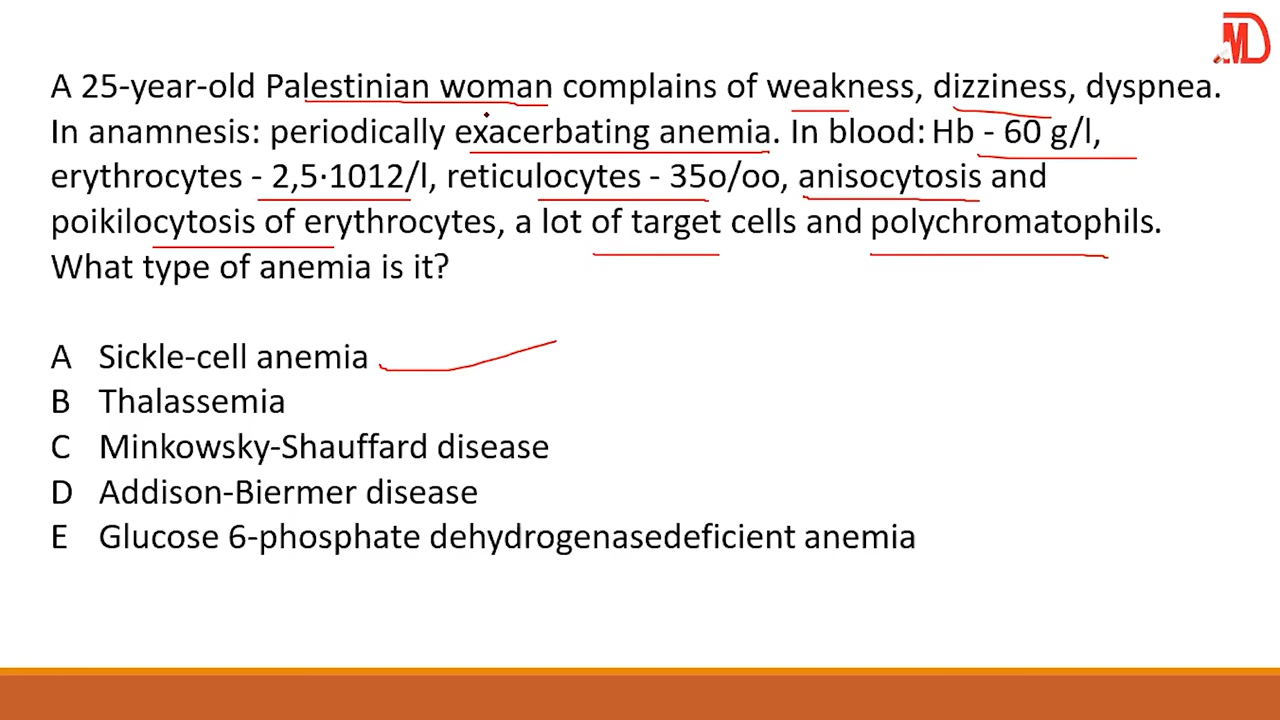 MD
A 25-year-old Palestinian woman complains of weakness, dizziness, dyspnea.
In anamnesis: periodically exacerbating anemia. In blood: Hb - 60 g/l,
erythrocytes - 2,5·1012/l, reticulocytes - 35o/oo, anisocytosis and
poikilocytosis of erythrocytes, a lot of target cells and polychromatophils.
What type of anemia is it?
A Sickle-cell anemia
B Thalassemia
C Minkowsky-Shauffard disease
D Addison-Biermer disease
E Glucose 6-phosphate dehydrogenasedeficient anemia